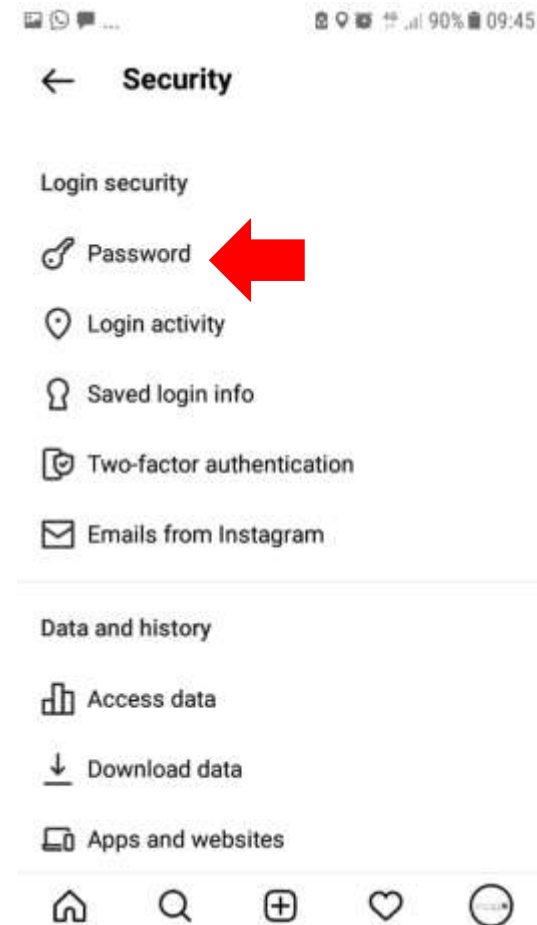 ... 90% 09:45
Security
Login security
Password
Login activity
Saved login info
Two-factor authentication
Emails from Instagram
Data and history
Access data
Download data
Apps and websites